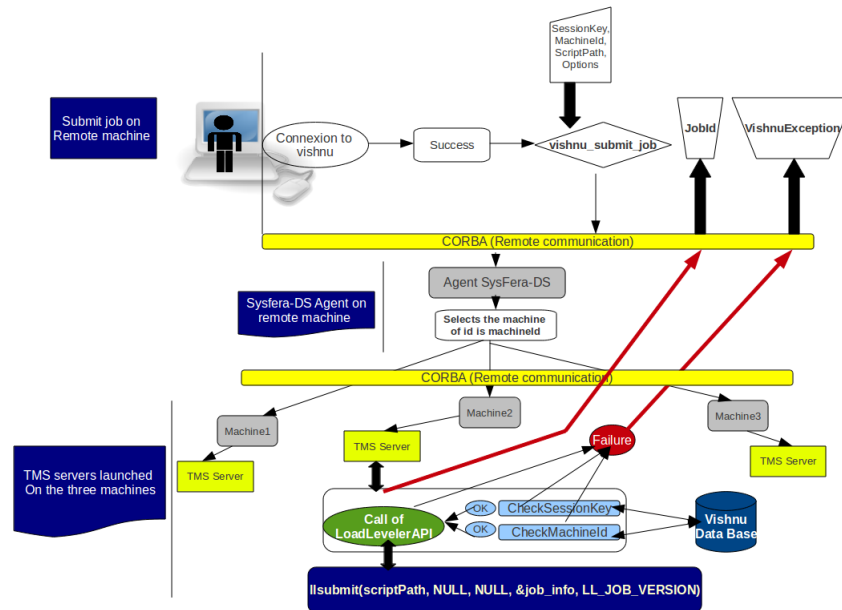 SessionKey,
MachineId,
ScriptPath,
Options
Submit job on
Remote machine
Connexion to
vishnu
Success
vishnu_submit_job
JobId
VishnuException
CORBA (Remote communication)
Agent SysFera-DS
Sysfera-DS Agent on
remote machine
Selects the machine
of id is machineId
CORBA (Remote communication)
Machine1
Machine2
Machine3
TMS Server
TMS Server
Failure
TMS Server
TMS servers launched
On the three machines
Call of
LoadLevelerAPI
OK
CheckSessionKey
OK
CheckMachineId
Vishnu
Data Base
llsubmit(scriptPath, NULL, NULL, &job_info, LL_JOB_VERSION)